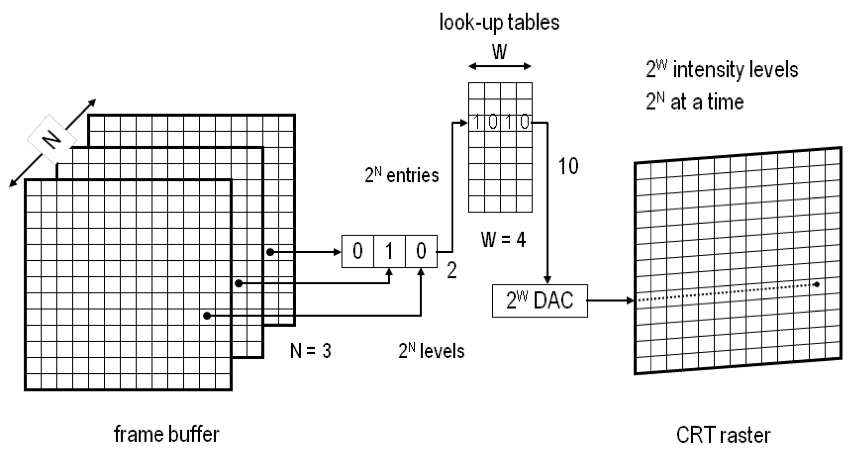 look-up tables
W
2^W intensity levels
2^N at a time
N
1 0 1 0
2^N entries
10
0 1 0
2
W = 4
2^W DAC
N = 3
2^N levels
frame buffer
CRT raster